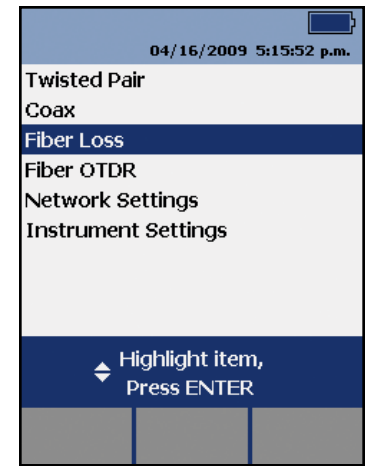 04/16/2009 5:15:52 p.m.
Twisted Pair
Coax
Fiber Loss
Fiber OTDR
Network Settings
Instrument Settings
Highlight item,
Press ENTER